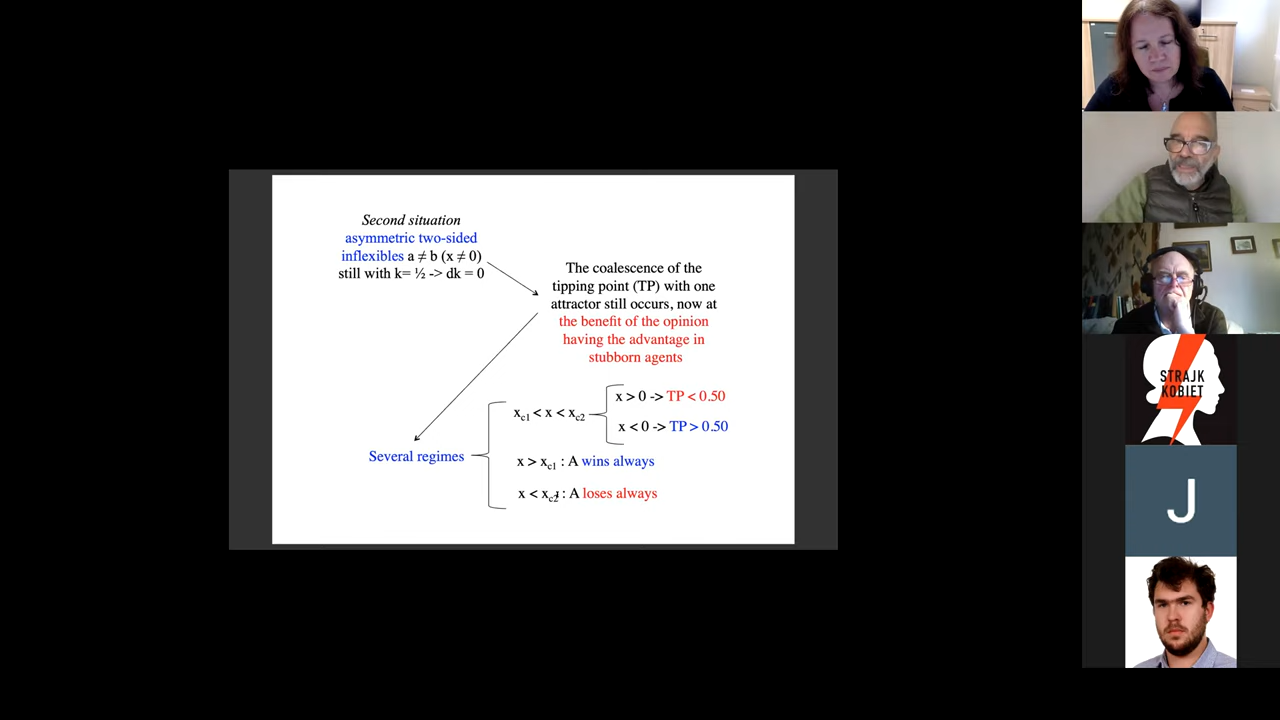 Second situation
asymmetric two-sided
inflexibles a ≠ b (x ≠ 0)
still with k= ½ -> dk = 0
The coalescence of the
tipping point (TP) with one
attractor still occurs, now at
the benefit of the opinion
having the advantage in
stubborn agents
Several regimes
xc1 < x < xc2
x > 0 -> TP < 0.50
x < 0 -> TP > 0.50
x > xc1 : A wins always
x < xc2 : A loses always
STRAJK
KOBIET
J